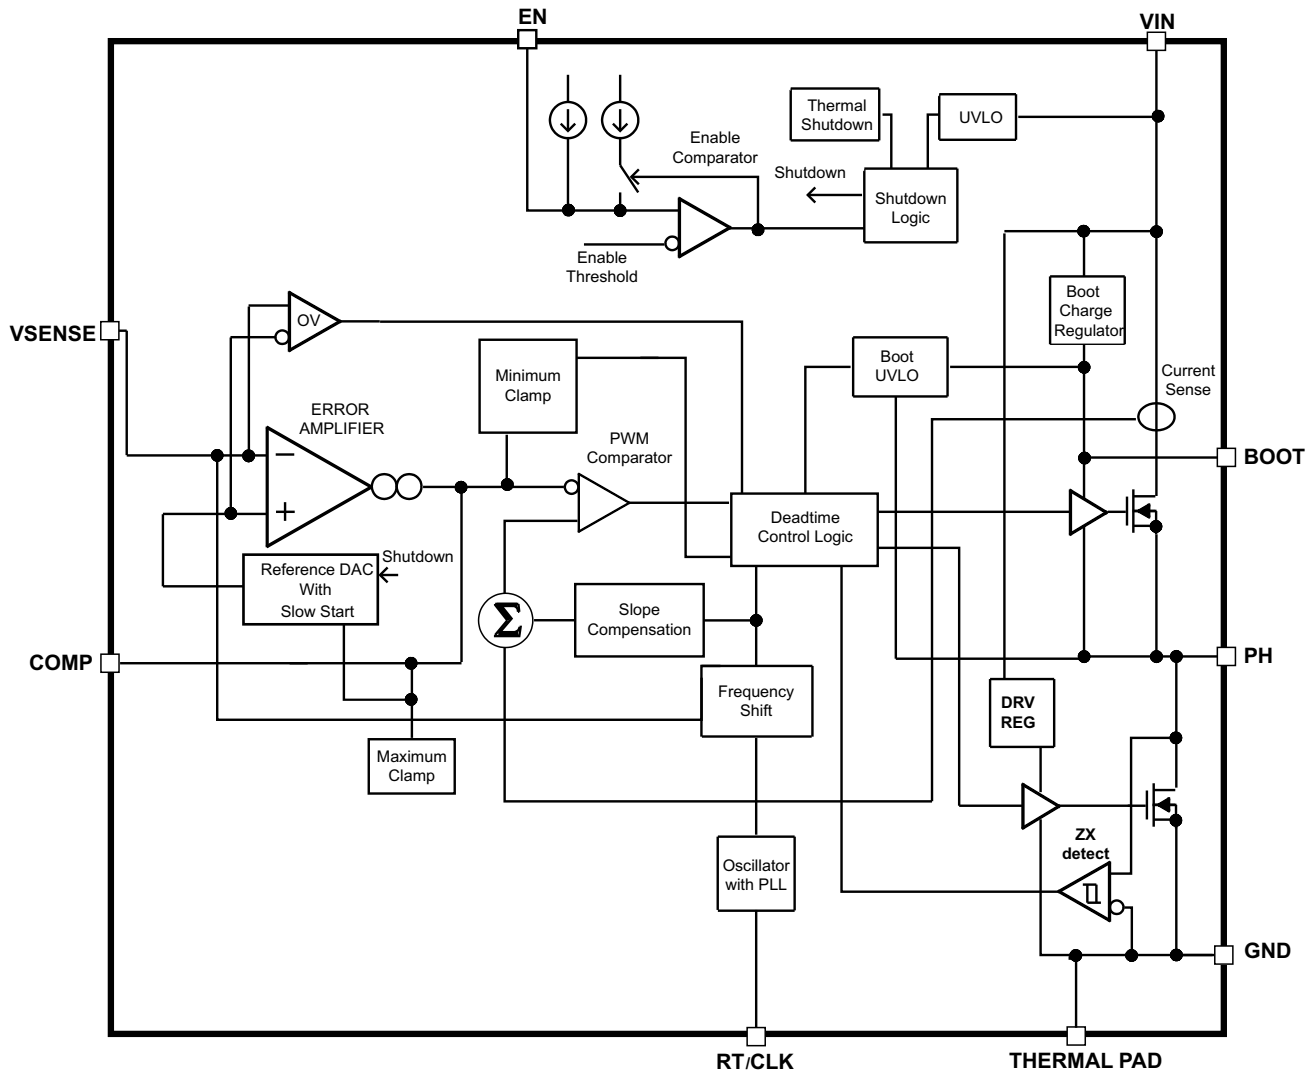 EN
VIN
Thermal
Shutdown
UVLO
Enable
Comparator
Shutdown
Shutdown
Logic
Enable
Threshold
Boot
Charge
Regulator
OV
VSENSE
Minimum
Clamp
Boot
UVLO
Current
Sense
ERROR
AMPLIFIER
PWM
Comparator
BOOT
−
+
Deadtime
Control Logic
Shutdown
Reference DAC
With
Slow Start
Σ
Slope
Compensation
COMP
PH
Frequency
Shift
DRV
REG
Maximum
Clamp
ZX
detect
Oscillator
with PLL
GND
RT/CLK
THERMAL PAD